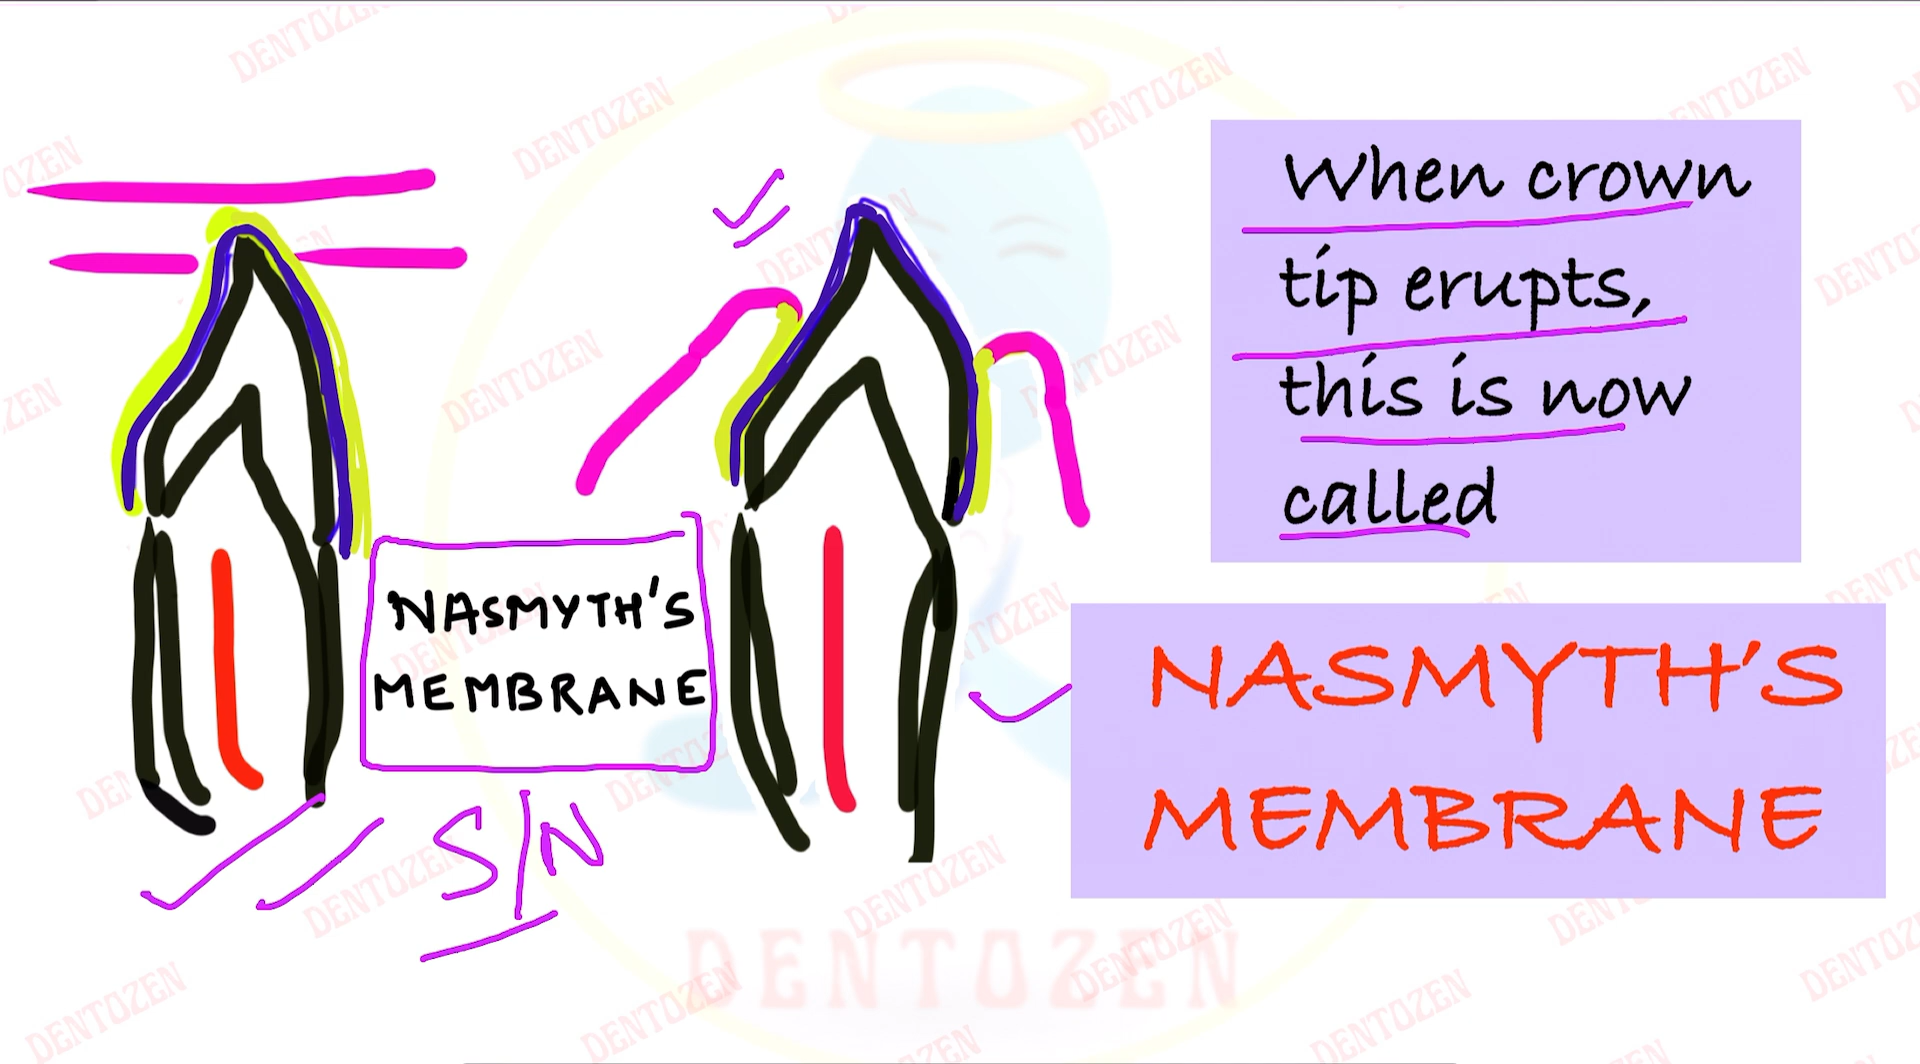 When crown
tip erupts,
this is now
called
NASMYTH'S
MEMBRANE
NASMYTH'S
MEMBRANE
S/N
DENTOZEN